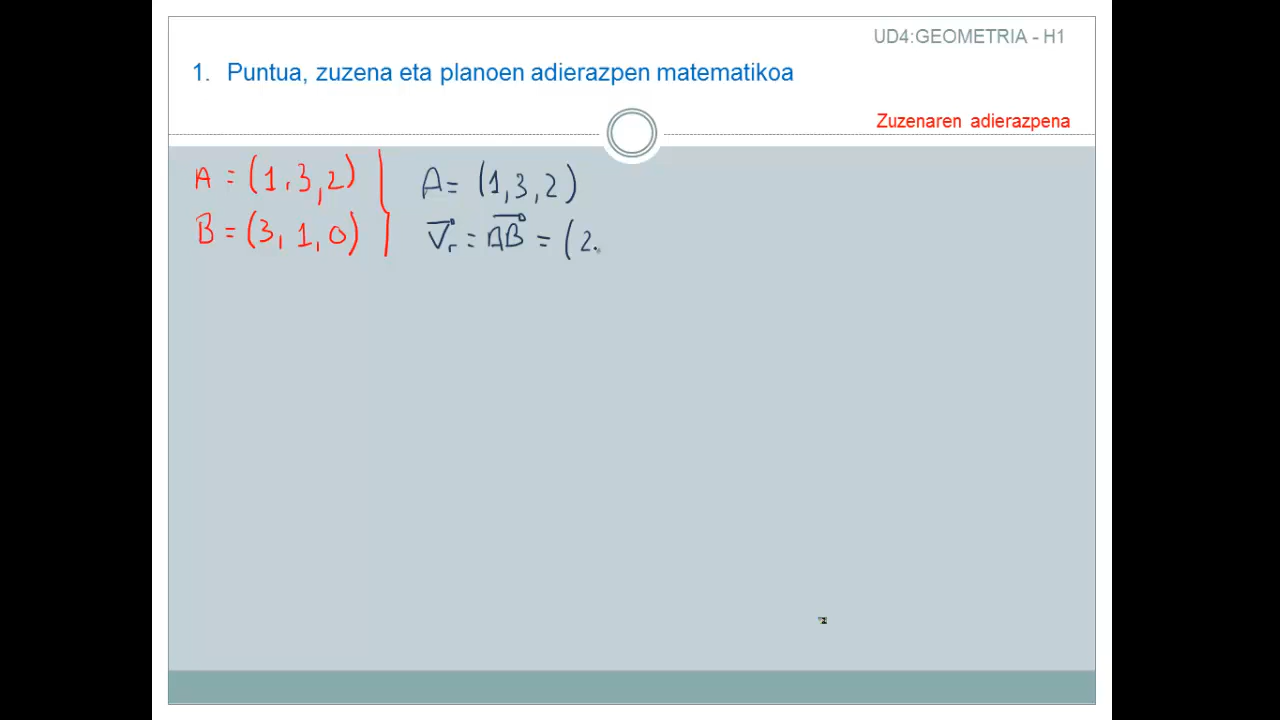 UD4:GEOMETRIA - H1
1. Puntua, zuzena eta planoen adierazpen matematikoa
Zuzenaren adierazpena
A = (1, 3, 2)
B = (3, 1, 0)
A = (1, 3, 2)
V⃗r = AB⃗ = (2,